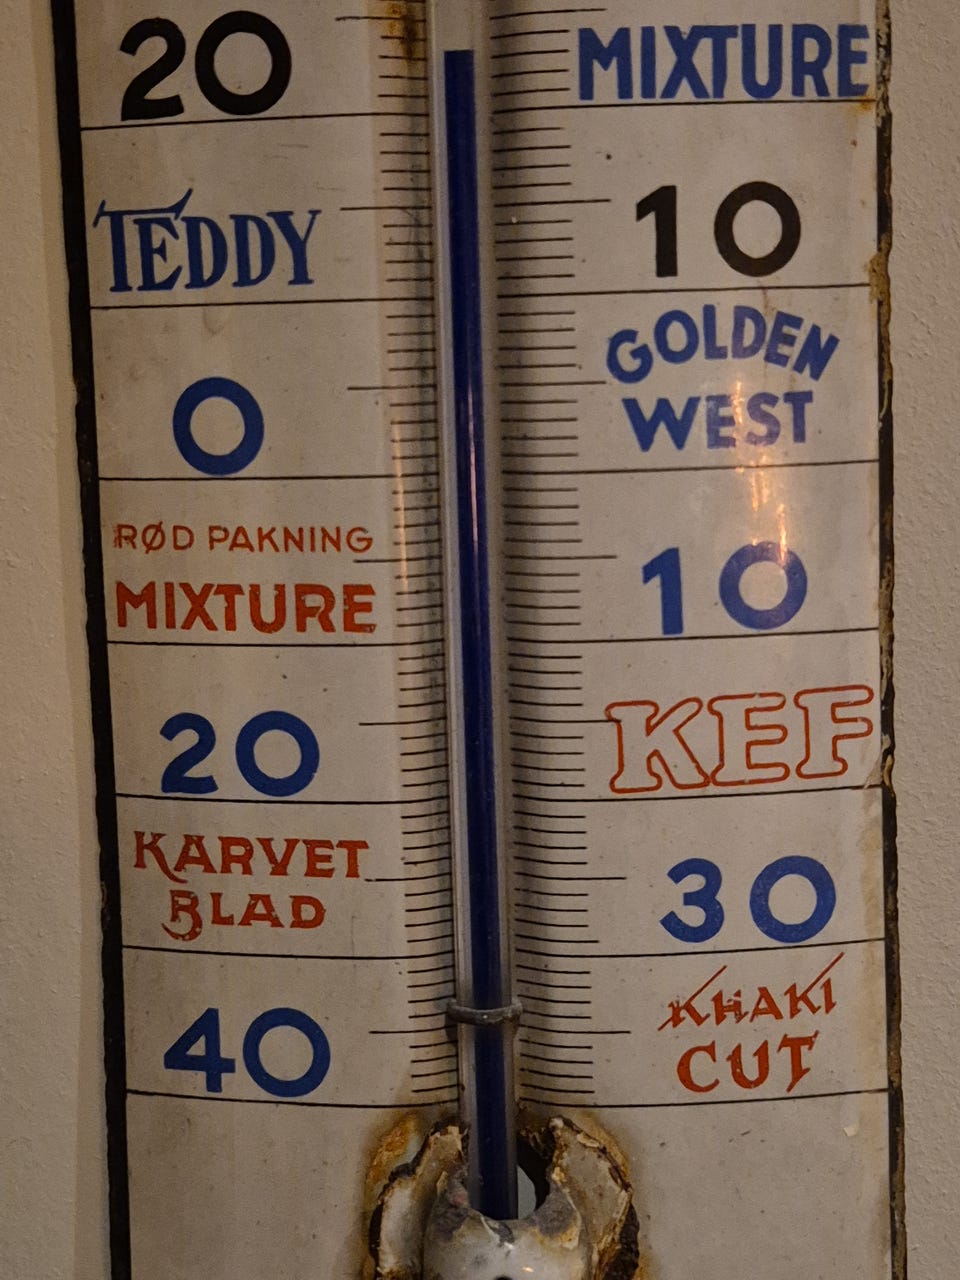 20
MIXTURE
TEDDY
10
GOLDEN
WEST
0
RØD PAKNING
MIXTURE
10
20
KEF
KARVET
BLAD
30
40
KHAKI
CUT